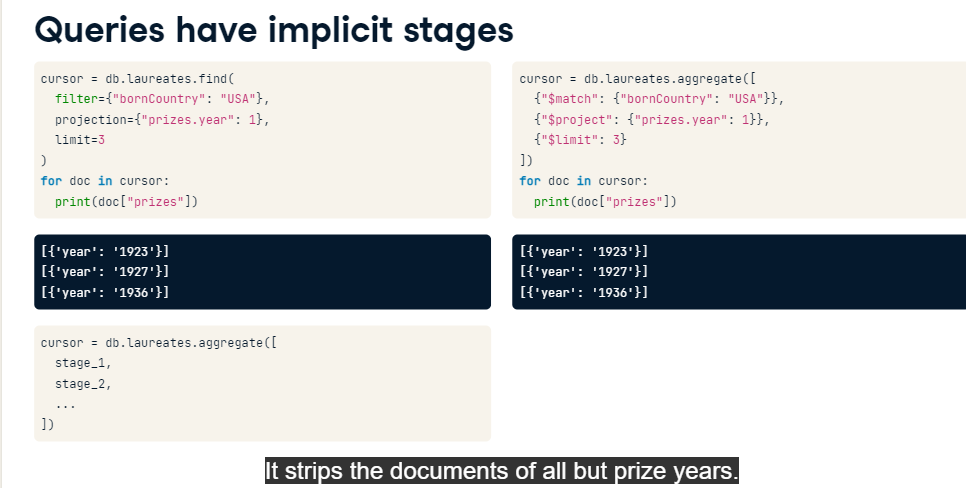 Queries have implicit stages
cursor = db.laureates.find(
  filter={"bornCountry": "USA"},
  projection={"prizes.year": 1},
  limit=3
)
for doc in cursor:
  print(doc["prizes"])
[{'year': '1923'}]
[{'year': '1927'}]
[{'year': '1936'}]
cursor = db.laureates.aggregate([
  stage_1,
  stage_2,
  ...
])
cursor = db.laureates.aggregate([
  {"$match": {"bornCountry": "USA"}},
  {"$project": {"prizes.year": 1}},
  {"$limit": 3}
])
for doc in cursor:
  print(doc["prizes"])
[{'year': '1923'}]
[{'year': '1927'}]
[{'year': '1936'}]
It strips the documents of all but prize years.